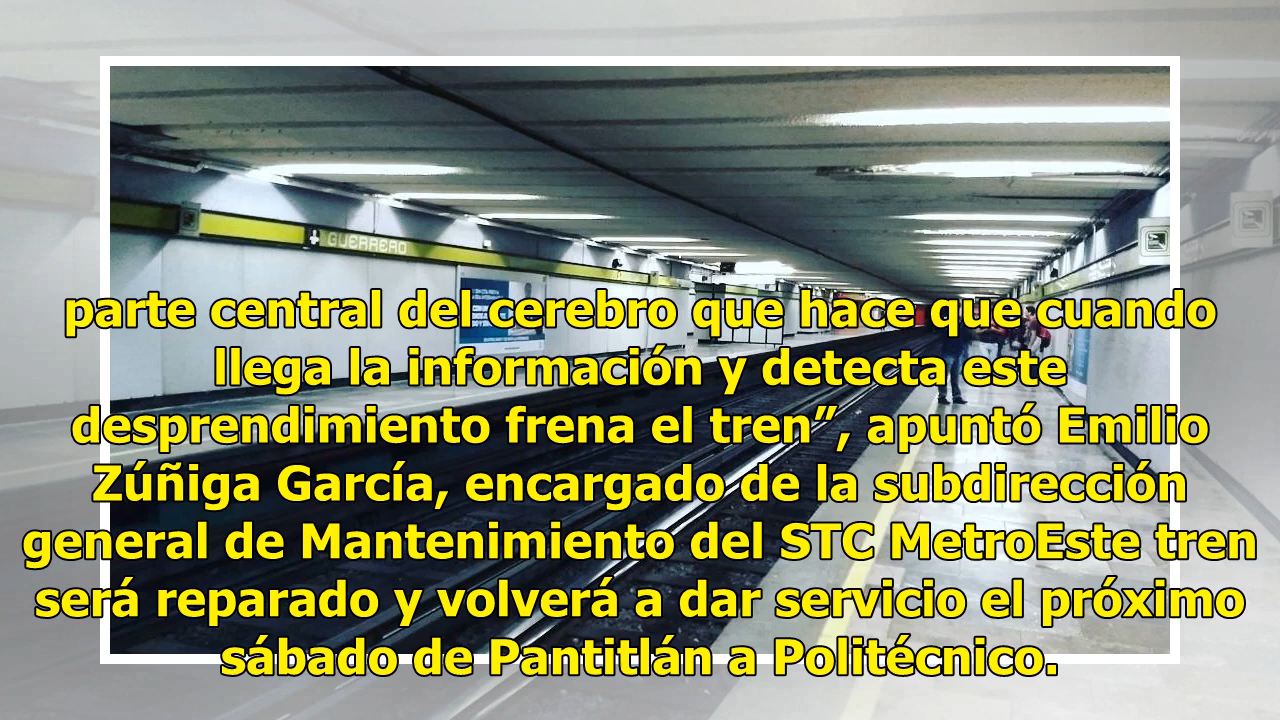 GUERRERO
parte central del cerebro que hace que cuando
llega la información y detecta este
desprendimiento frena el tren”, apuntó Emilio
Zúñiga García, encargado de la subdirección
general de Mantenimiento del STC MetroEste tren
será reparado y volverá a dar servicio el próximo
sábado de Pantitlán a Politécnico.